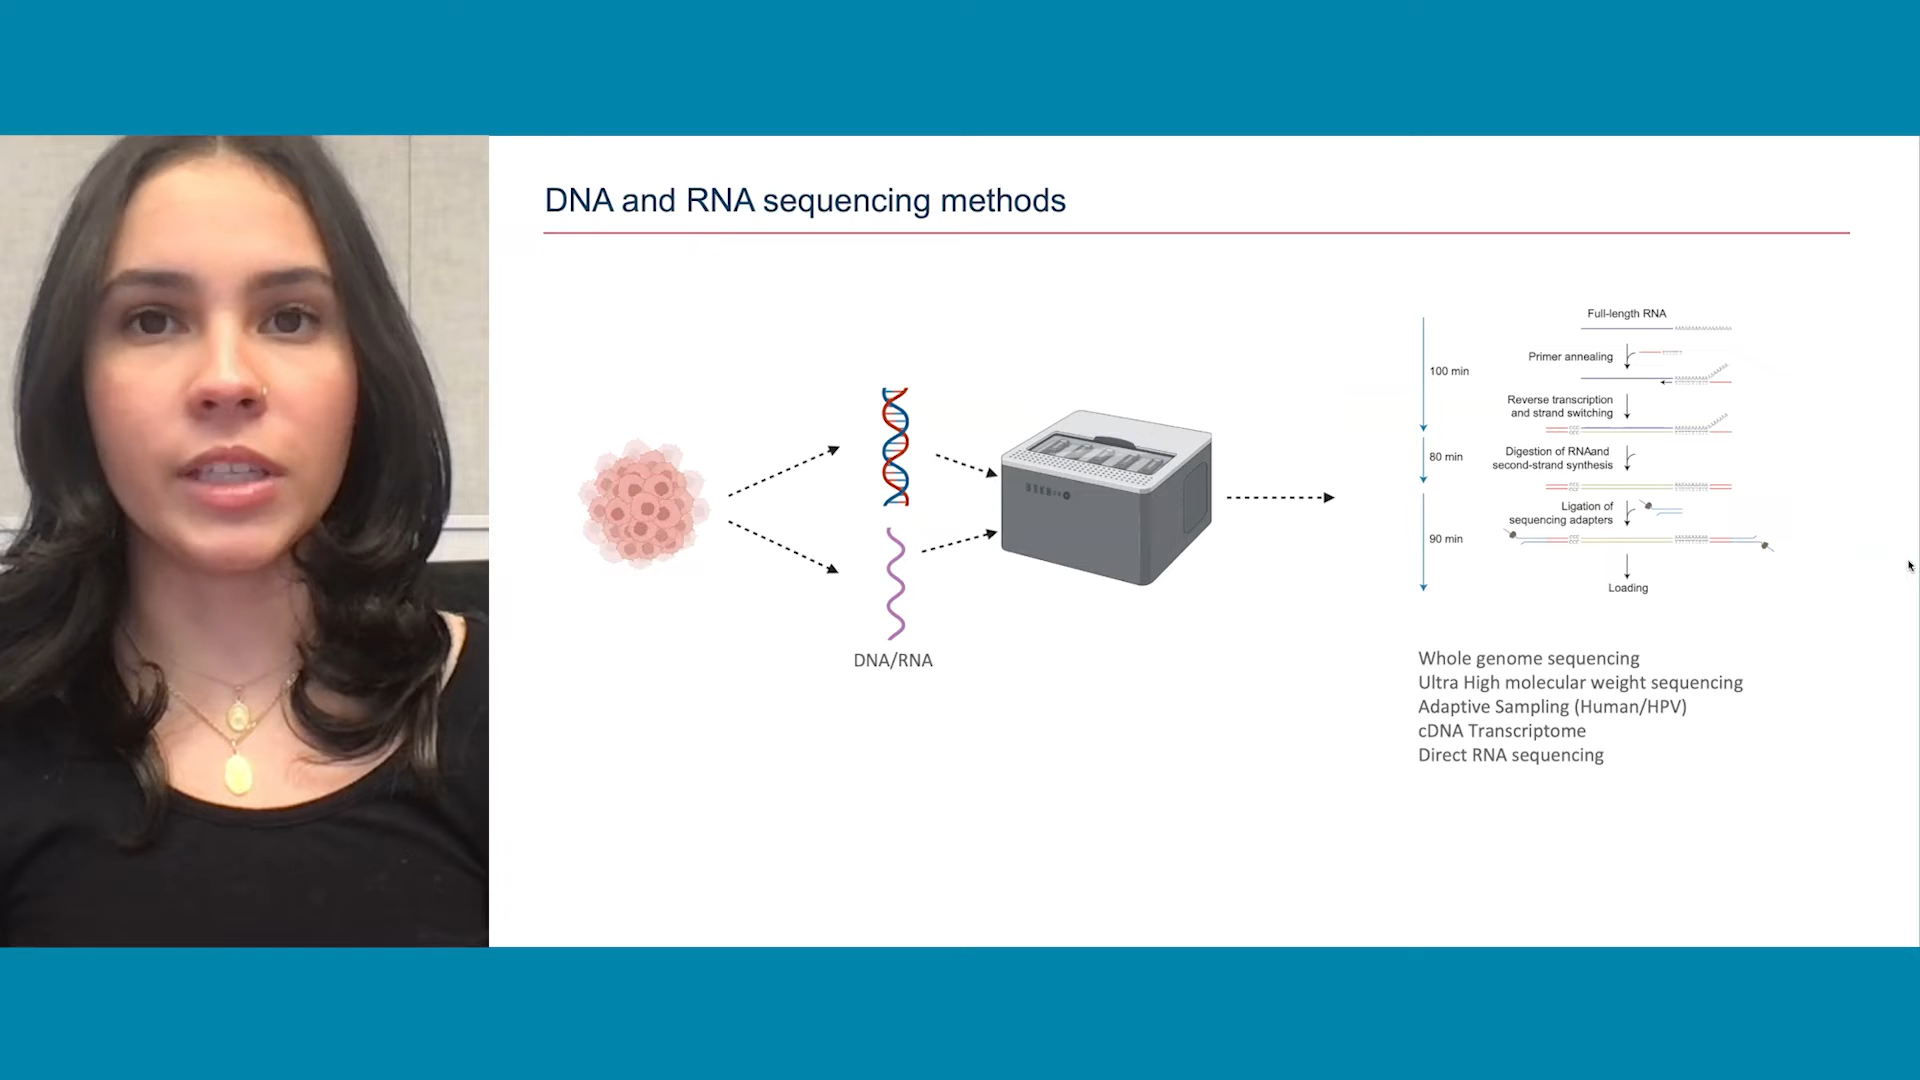 DNA and RNA sequencing methods
DNA/RNA
Full-length RNA
Primer annealing
100 min
Reverse transcription
and strand switching
80 min
Digestion of RNAand
second-strand synthesis
Ligation of
sequencing adapters
90 min
Loading
Whole genome sequencing
Ultra High molecular weight sequencing
Adaptive Sampling (Human/HPV)
cDNA Transcriptome
Direct RNA sequencing